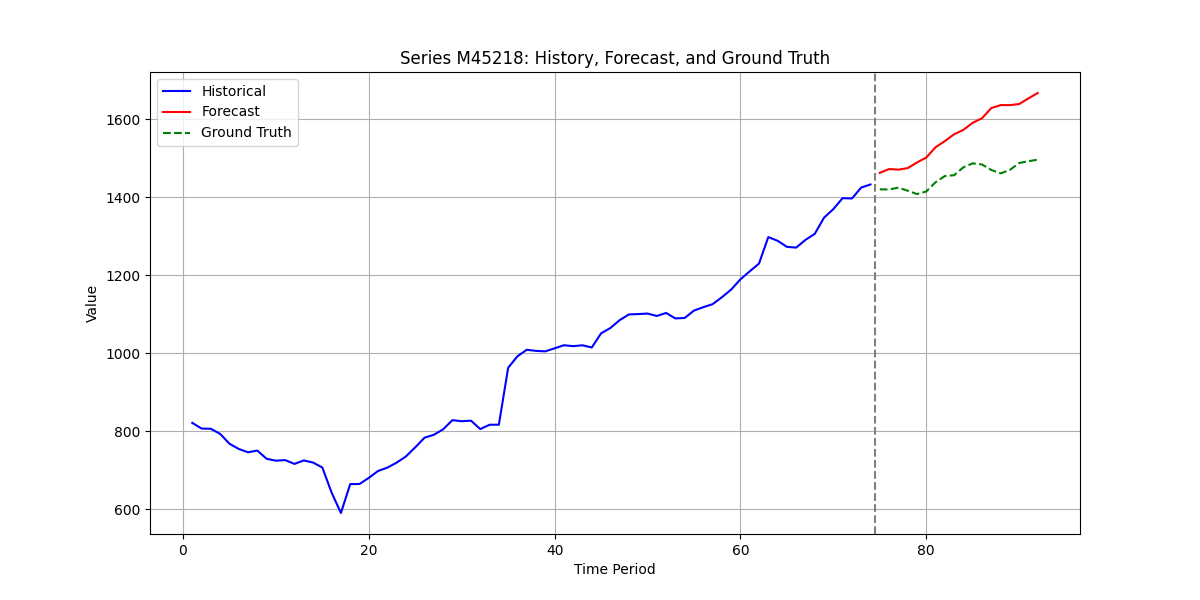 Series M45218: History, Forecast, and Ground Truth
Historical
Forecast
Ground Truth
Value
1600
1400
1200
1000
800
600
0 20 40 60 80
Time Period